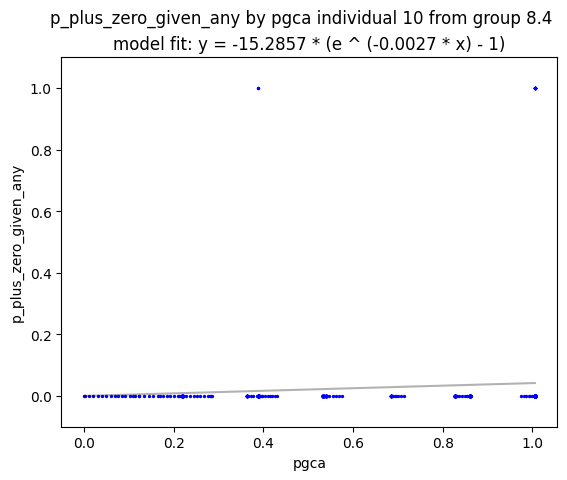 p_plus_zero_given_any by pgca individual 10 from group 8.4
model fit: y = -15.2857 * (e ^ (-0.0027 * x) - 1)
1.0
0.8
0.6
0.4
0.2
0.0
p_plus_zero_given_any
0.0 0.2 0.4 0.6 0.8 1.0
pgca